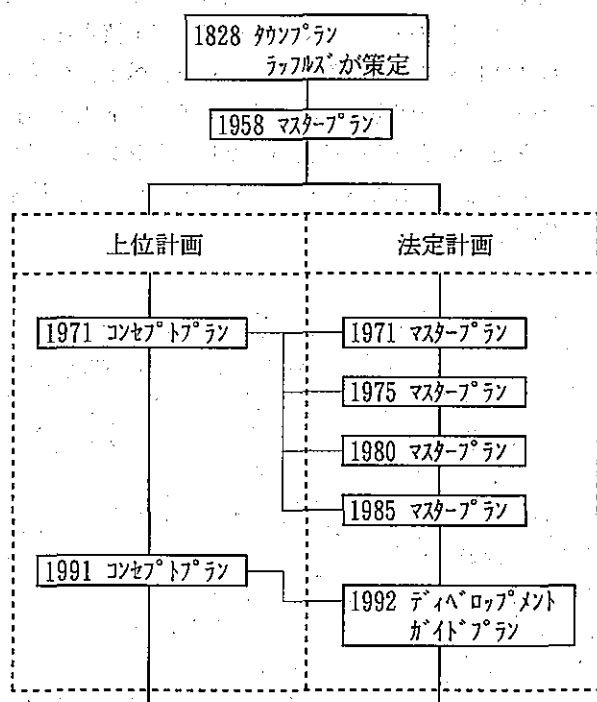 1828 ﾀｳﾝﾌﾟﾗﾝ
ﾗｯﾌﾙｽﾞが策定
1958 ﾏｽﾀｰﾌﾟﾗﾝ
上位計画
法定計画
1971 ｺﾝｾﾌﾟﾄﾌﾟﾗﾝ
1971 ﾏｽﾀｰﾌﾟﾗﾝ
1975 ﾏｽﾀｰﾌﾟﾗﾝ
1980 ﾏｽﾀｰﾌﾟﾗﾝ
1985 ﾏｽﾀｰﾌﾟﾗﾝ
1991 ｺﾝｾﾌﾟﾄﾌﾟﾗﾝ
1992 ﾃﾞｨﾍﾞﾛｯﾌﾟﾒﾝﾄ
ｶﾞｲﾄﾞﾌﾟﾗﾝ